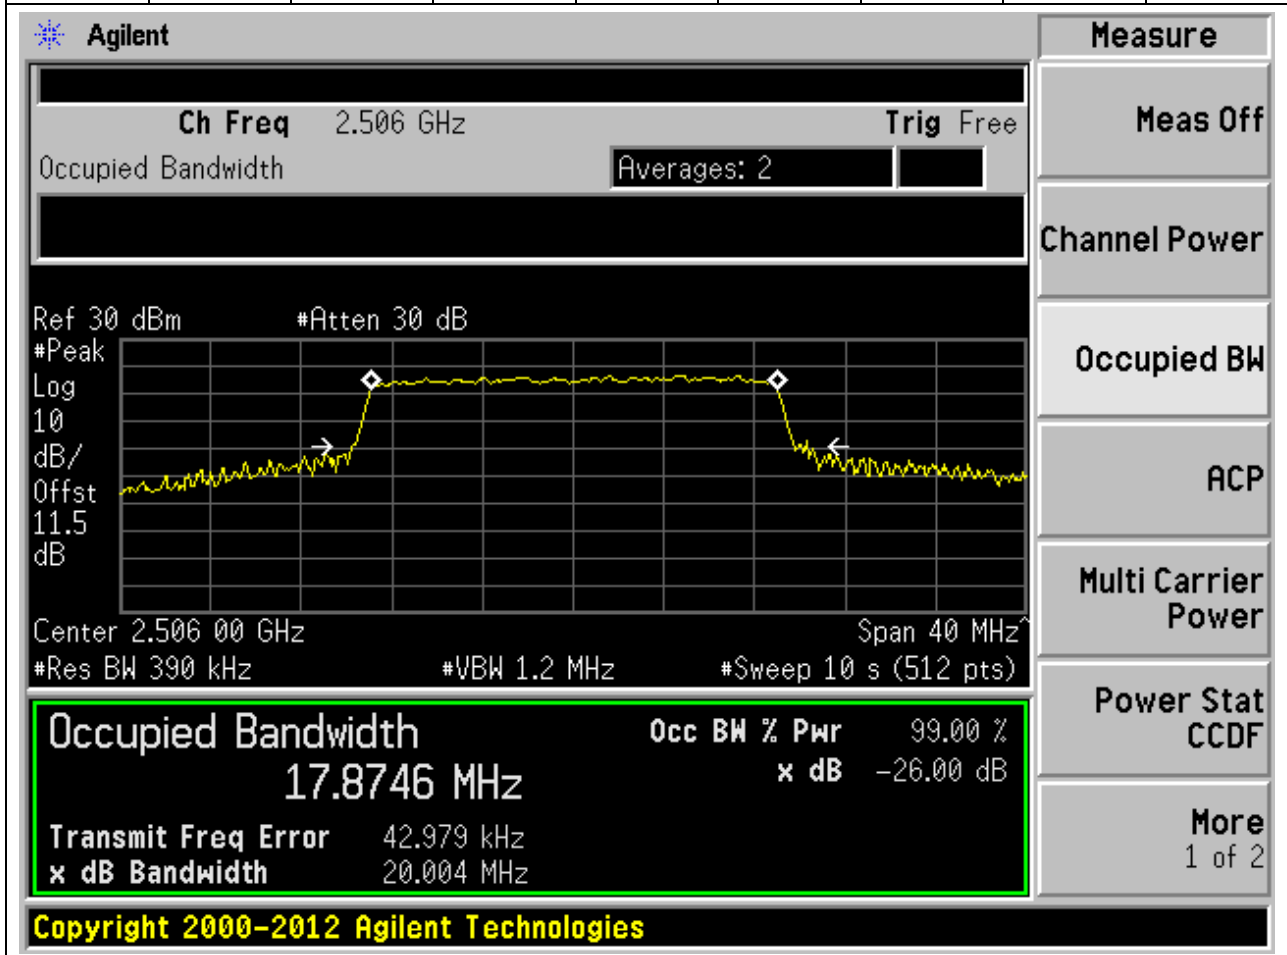 Agilent
Measure
Ch Freq 2.506 GHz Trig Free
Meas Off
Occupied Bandwidth Averages: 2
Channel Power
Ref 30 dBm #Atten 30 dB
#Peak
Log
10
dB/
Offst
11.5
dB
Occupied BW
ACP
Multi Carrier
Power
Center 2.506 00 GHz Span 40 MHz^
#Res BW 390 kHz #VBW 1.2 MHz #Sweep 10 s (512 pts)
Power Stat
CCDF
Occupied Bandwidth Occ BW % Pwr 99.00 %
17.8746 MHz x dB -26.00 dB
Transmit Freq Error 42.979 kHz
x dB Bandwidth 20.004 MHz
More
1 of 2
Copyright 2000-2012 Agilent Technologies